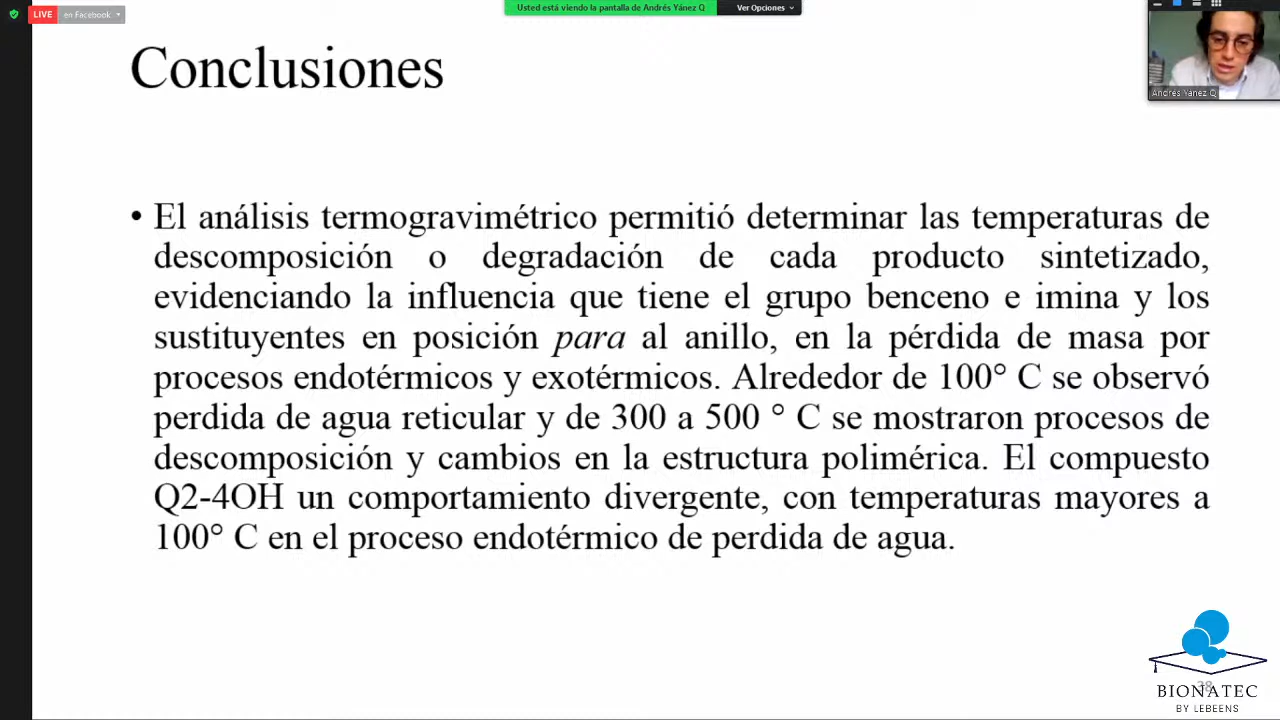 LIVE en Facebook
Usted está viendo la pantalla de Andrés Yánez Q
Ver Opciones
Andrés Yánez Q
Conclusiones
• El análisis termogravimétrico permitió determinar las temperaturas de
descomposición o degradación de cada producto sintetizado,
evidenciando la influencia que tiene el grupo benceno e imina y los
sustituyentes en posición para al anillo, en la pérdida de masa por
procesos endotérmicos y exotérmicos. Alrededor de 100° C se observó
perdida de agua reticular y de 300 a 500 ° C se mostraron procesos de
descomposición y cambios en la estructura polimérica. El compuesto
Q2-4OH un comportamiento divergente, con temperaturas mayores a
100° C en el proceso endotérmico de perdida de agua.
BIONATEC
BY LEBEENS